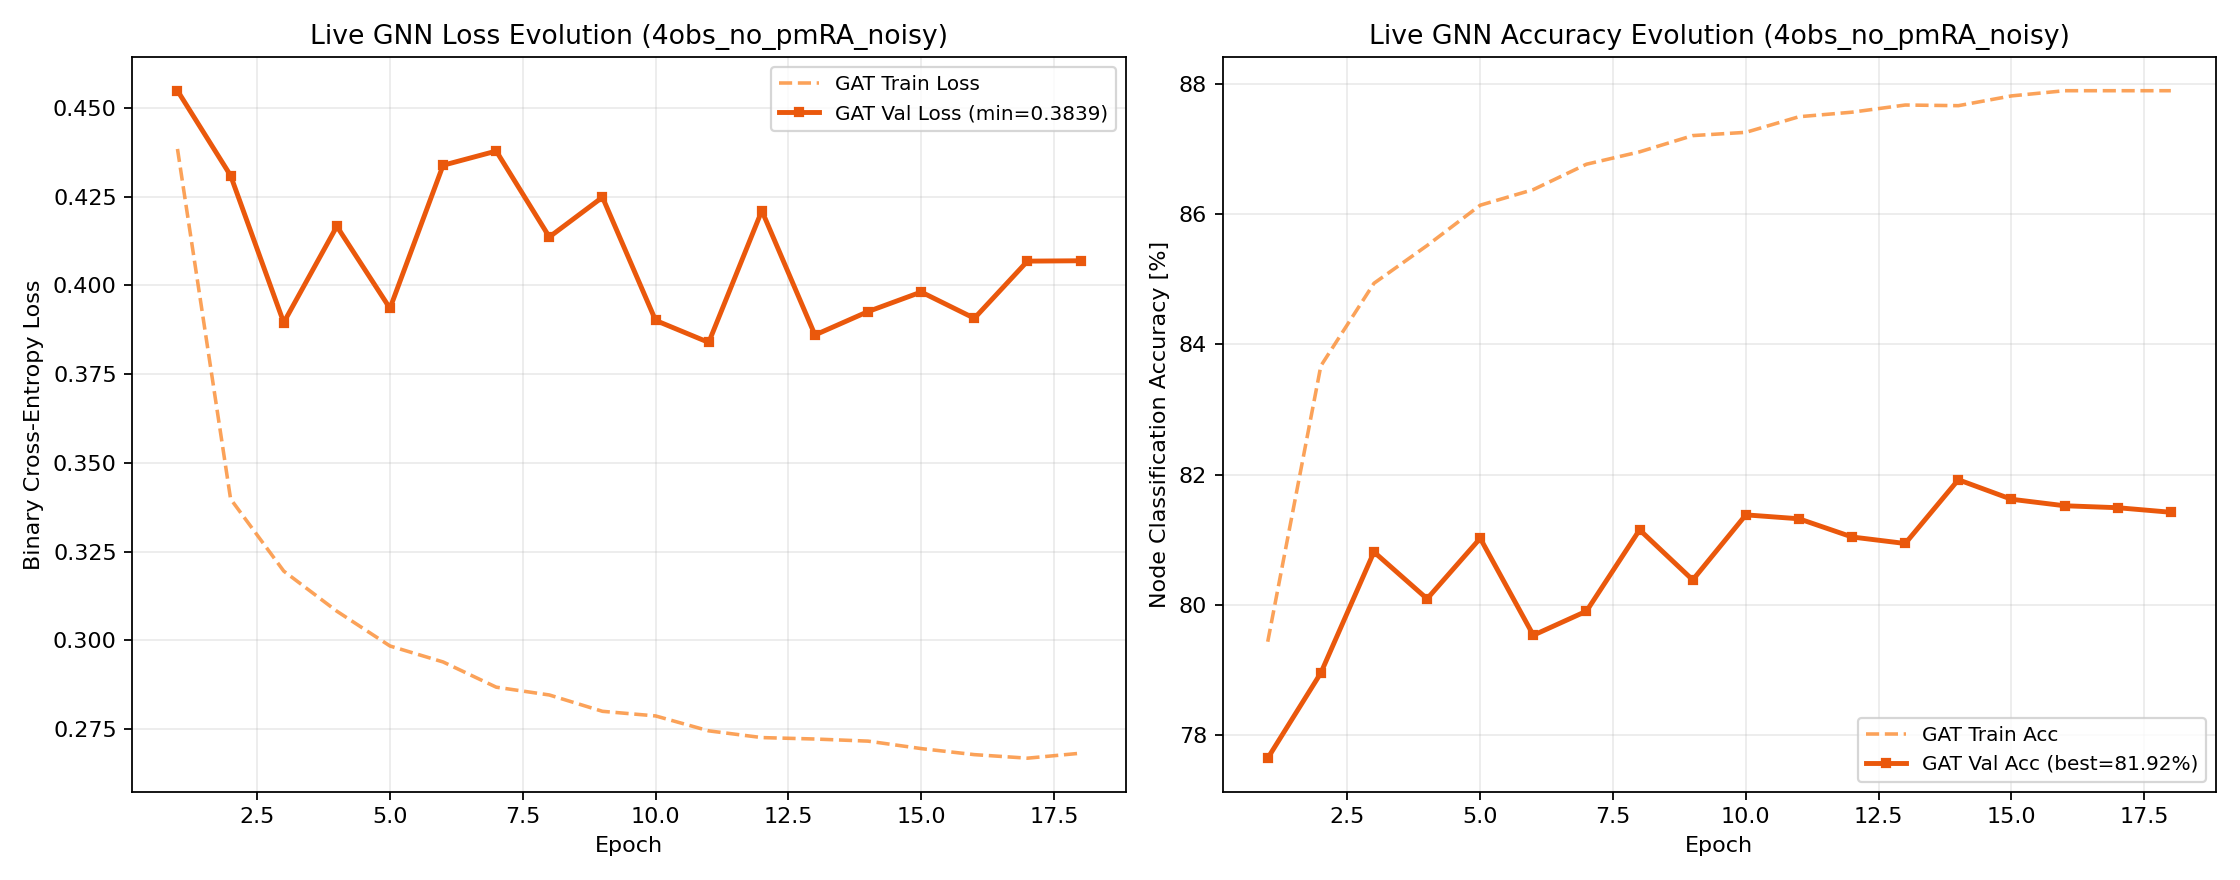 Live GNN Loss Evolution (4obs_no_pmRA_noisy)
GAT Train Loss
GAT Val Loss (min=0.3839)
Binary Cross-Entropy Loss
0.450
0.425
0.400
0.375
0.350
0.325
0.300
0.275
2.5 5.0 7.5 10.0 12.5 15.0 17.5
Epoch
Live GNN Accuracy Evolution (4obs_no_pmRA_noisy)
Node Classification Accuracy [%]
88
86
84
82
80
78
GAT Train Acc
GAT Val Acc (best=81.92%)
2.5 5.0 7.5 10.0 12.5 15.0 17.5
Epoch